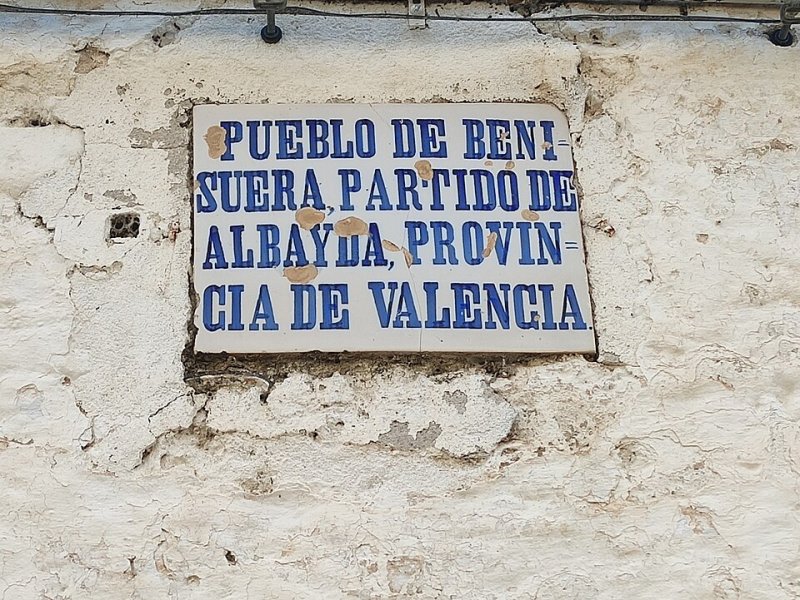 PUEBLO DE BENI=
SUERA, PARTIDO DE
ALBAYDA, PROVIN=
CIA DE VALENCIA.